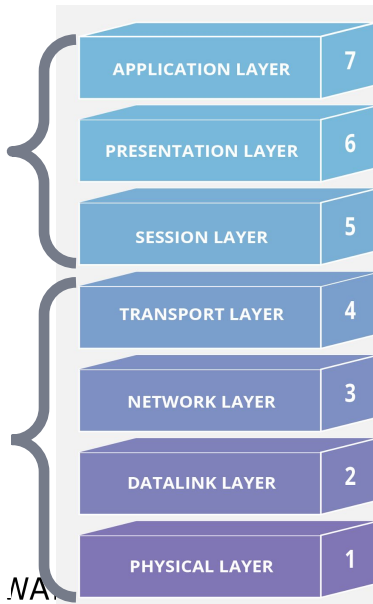 APPLICATION LAYER 7
PRESENTATION LAYER 6
SESSION LAYER 5
TRANSPORT LAYER 4
NETWORK LAYER 3
DATALINK LAYER 2
PHYSICAL LAYER 1